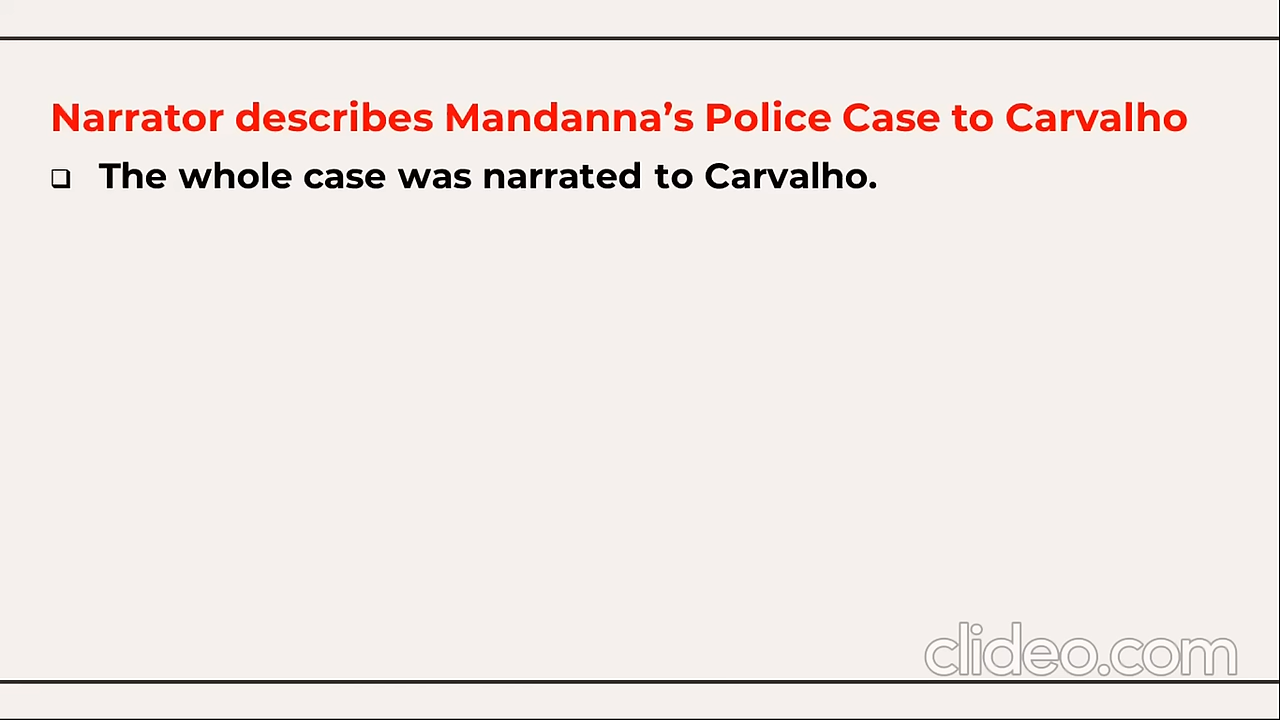 Narrator describes Mandanna’s Police Case to Carvalho
❑ The whole case was narrated to Carvalho.
clideo.com